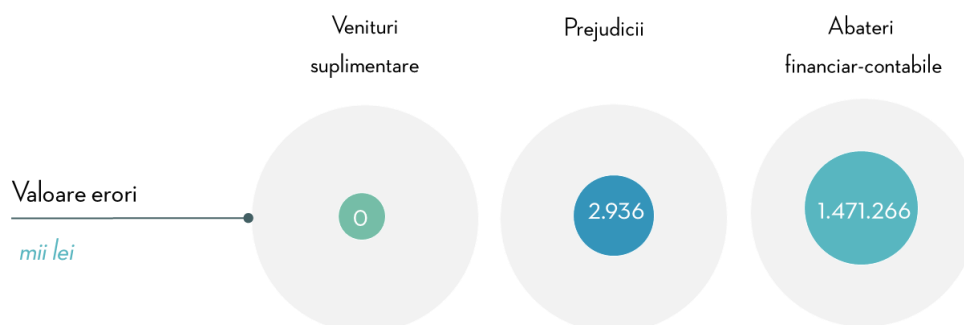 Venituri
suplimentare
Prejudicii
Abateri
financiar-contabile
Valoare erori
mii lei
0
2.936
1.471.266